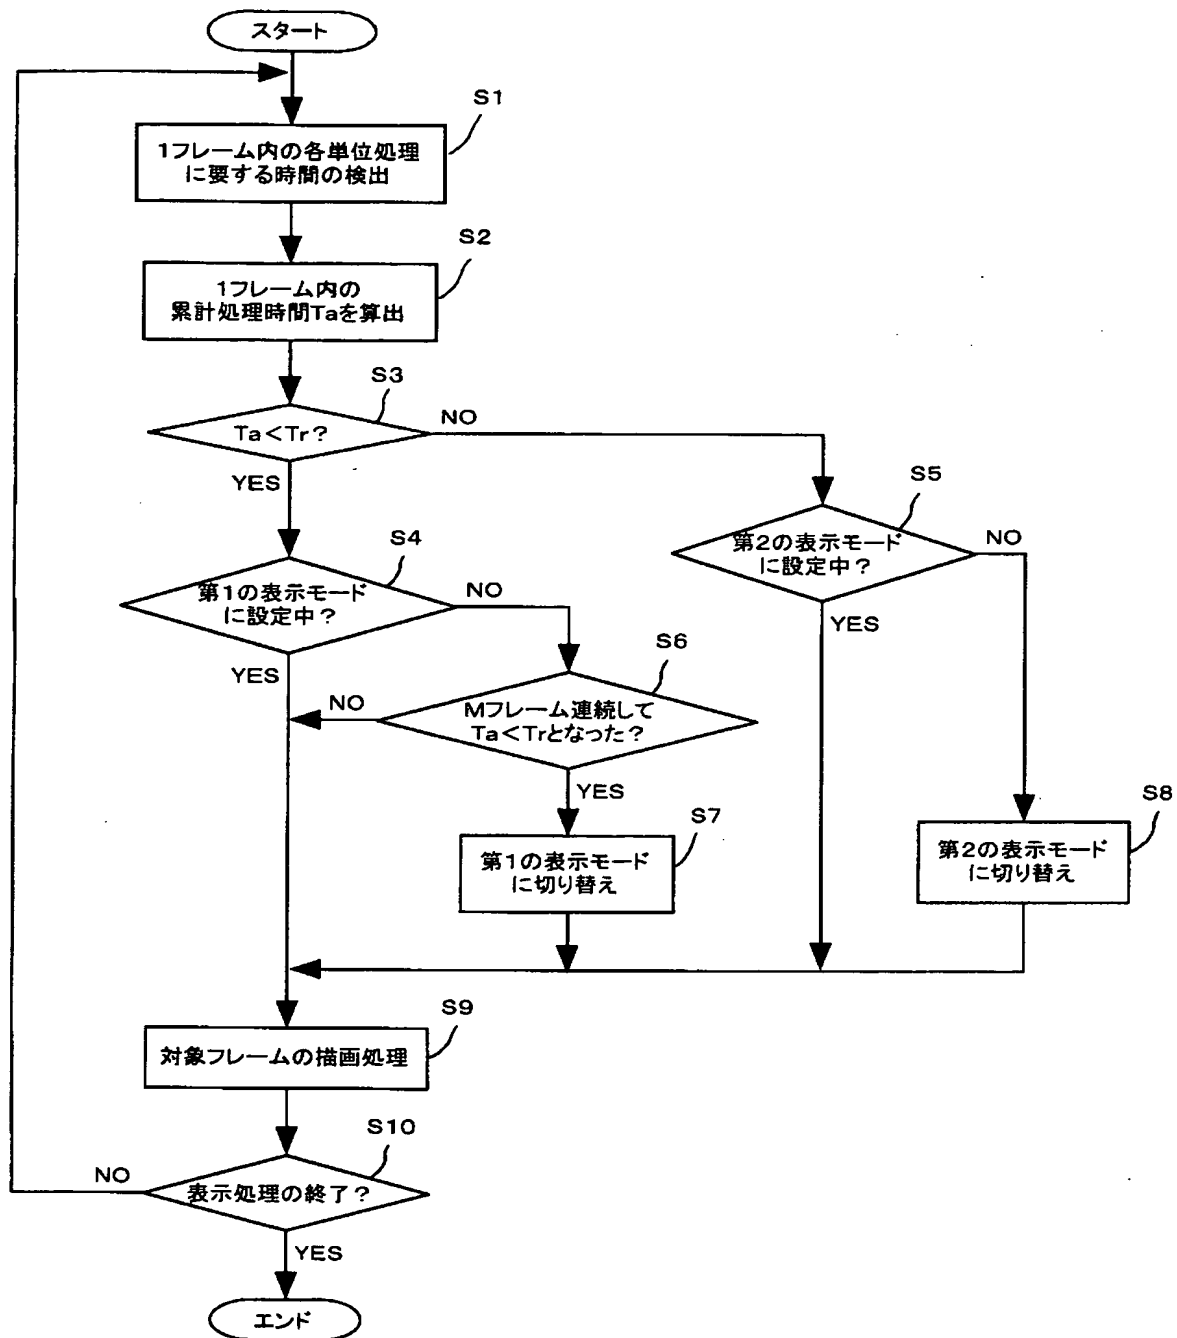 スタート
S1
1フレーム内の各単位処理
に要する時間の検出
S2
1フレーム内の
累計処理時間Taを算出
S3
Ta<Tr?
NO
YES
S5
第2の表示モード
に設定中?
NO
YES
S4
第1の表示モード
に設定中?
NO
YES
S6
Mフレーム連続して
Ta<Trとなった?
NO
YES
S7
第1の表示モード
に切り替え
S8
第2の表示モード
に切り替え
S9
対象フレームの描画処理
S10
表示処理の終了?
NO
YES
エンド